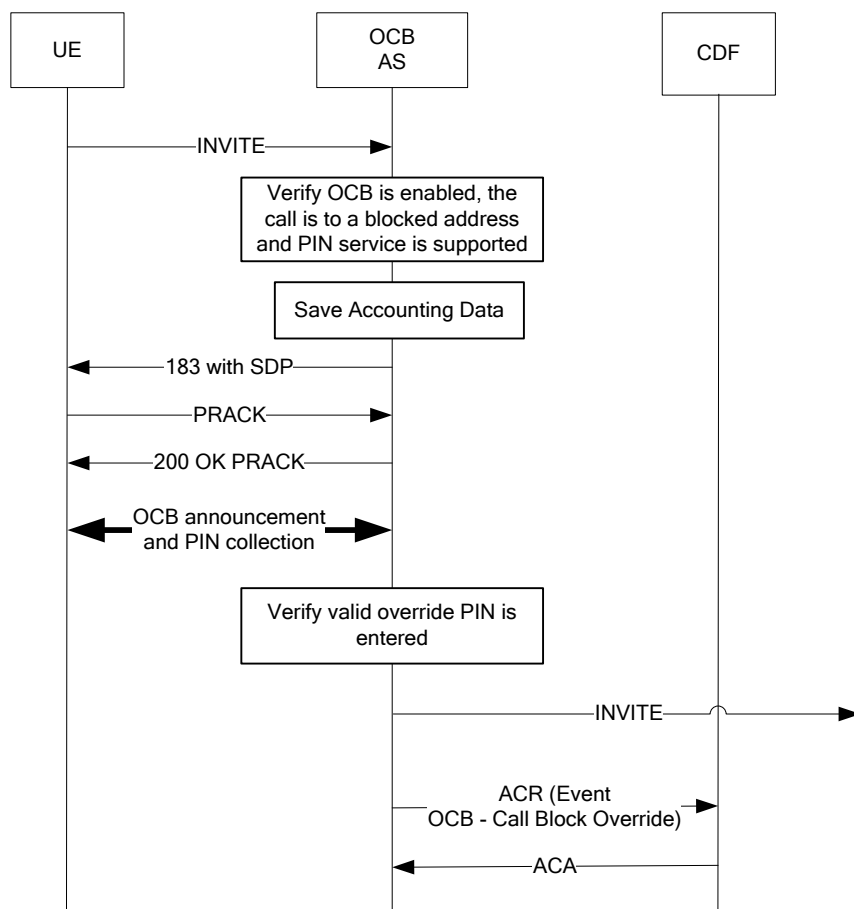 UE
OCB
AS
CDF
INVITE
Verify OCB is enabled, the
call is to a blocked address
and PIN service is supported
Save Accounting Data
183 with SDP
PRACK
200 OK PRACK
OCB announcement
and PIN collection
Verify valid override PIN is
entered
INVITE
ACR (Event
OCB - Call Block Override)
ACA